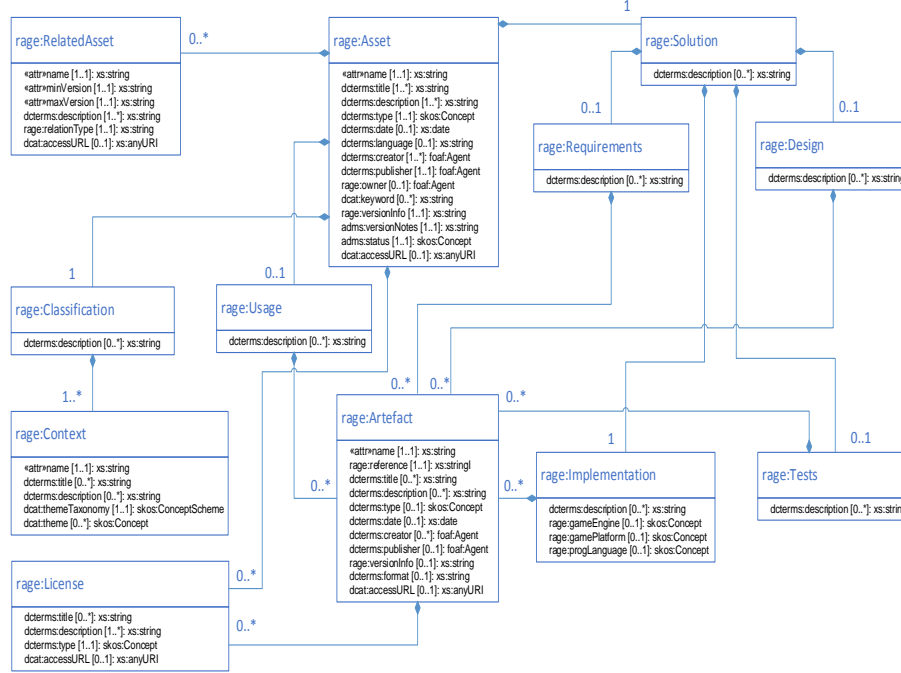 rage:RelatedAsset
«attr»name [1..1]: xs:string
«attr»minVersion [1..1]: xs:string
«attr»maxVersion [1..1]: xs:string
dcterms:description [1..*]: xs:string
rage:relationType [1..1]: xs:string
dcat:accessURL [0..1]: xs:anyURI
0..*
rage:Asset
«attr»name [1..1]: xs:string
dcterms:title [1..*]: xs:string
dcterms:description [1..*]: xs:string
dcterms:type [1..1]: skos:Concept
dcterms:date [0..1]: xs:date
dcterms:language [0..1]: xs:string
dcterms:creator [1..*]: foaf:Agent
dcterms:publisher [1..1]: foaf:Agent
rage:owner [0..1]: foaf:Agent
dcat:keyword [0..*]: xs:string
rage:versionInfo [1..1]: xs:string
adms:versionNotes [1..1]: xs:string
adms:status [1..1]: skos:Concept
dcat:accessURL [0..1]: xs:anyURI
1
rage:Solution
dcterms:description [0..*]: xs:string
0..1
0..1
rage:Requirements
dcterms:description [0..*]: xs:string
rage:Design
dcterms:description [0..*]: xs:string
1
0..1
rage:Classification
dcterms:description [0..*]: xs:string
rage:Usage
dcterms:description [0..*]: xs:string
1..*
0..*
0..*
0..*
rage:Context
«attr»name [1..1]: xs:string
dcterms:title [0..*]: xs:string
dcterms:description [0..*]: xs:string
dcat:themeTaxonomy [1..1]: skos:ConceptScheme
dcat:theme [0..*]: skos:Concept
0..*
rage:Artefact
«attr»name [1..1]: xs:string
rage:reference [1..1]: xs:stringl
dcterms:title [0..*]: xs:string
dcterms:description [0..*]: xs:string
dcterms:type [0..1]: skos:Concept
dcterms:date [0..1]: xs:date
dcterms:creator [0..*]: foaf:Agent
dcterms:publisher [0..1]: foaf:Agent
rage:versionInfo [0..1]: xs:string
dcterms:format [0..1]: xs:string
dcat:accessURL [0..1]: xs:anyURI
1
0..*
rage:Implementation
dcterms:description [0..*]: xs:string
rage:gameEngine [0..1]: skos:Concept
rage:gamePlatform [0..1]: skos:Concept
rage:progLanguage [0..1]: skos:Concept
0..1
rage:Tests
dcterms:description [0..*]: xs:string
0..*
0..*
rage:License
dcterms:title [0..*]: xs:string
dcterms:description [1..*]: xs:string
dcterms:type [1..1]: skos:Concept
dcat:accessURL [0..1]: xs:anyURI